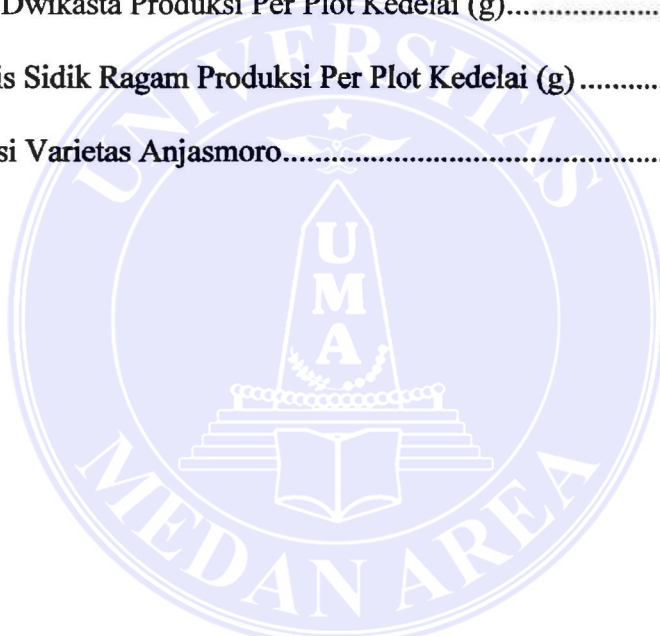 Dwikasta Produksi Per Plot Kedelai (g)..................
is Sidik Ragam Produksi Per Plot Kedelai (g) ...........
si Varietas Anjasmoro.................................................
UNIVERSITAS
UMA
MEDAN AREA